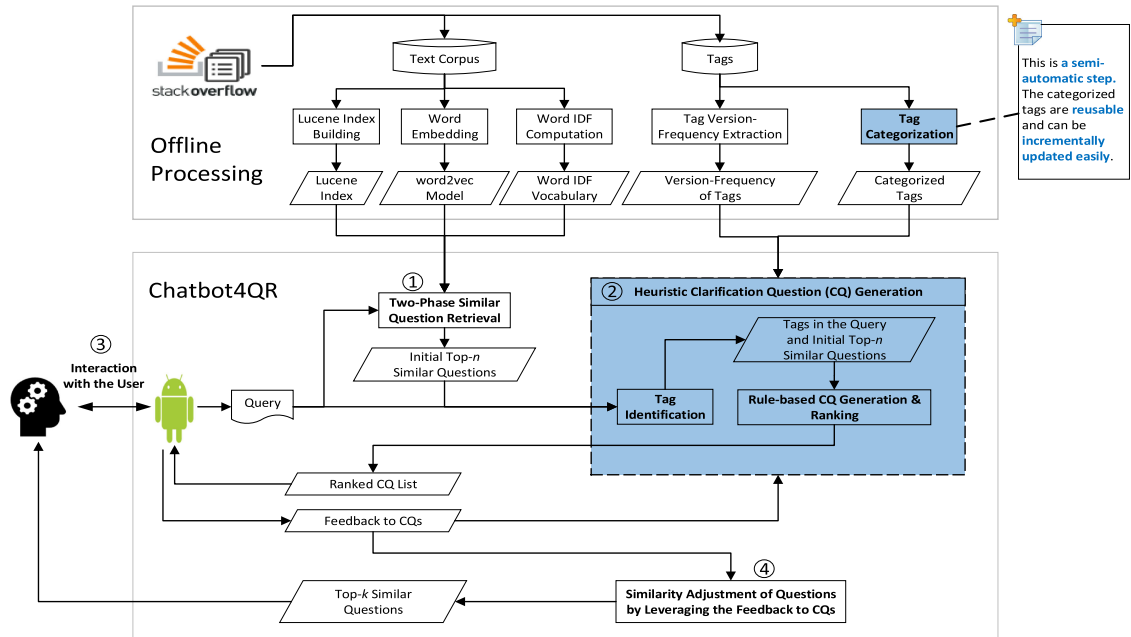 stackoverflow
Offline
Processing
Text Corpus
Tags
Lucene Index
Building
Word
Embedding
Word IDF
Computation
Tag Version-
Frequency Extraction
Tag
Categorization
Lucene
Index
word2vec
Model
Word IDF
Vocabulary
Version-Frequency
of Tags
Categorized
Tags
This is a semi-
automatic step.
The categorized
tags are reusable
and can be
incrementally
updated easily.
Chatbot4QR
①
Two-Phase Similar
Question Retrieval
Initial Top-n
Similar Questions
② Heuristic Clarification Question (CQ) Generation
Tags in the Query
and Initial Top-n
Similar Questions
Tag
Identification
Rule-based CQ Generation &
Ranking
③
Interaction
with the User
Query
Ranked CQ List
Feedback to CQs
④
Similarity Adjustment of Questions
by Leveraging the Feedback to CQs
Top-k Similar
Questions